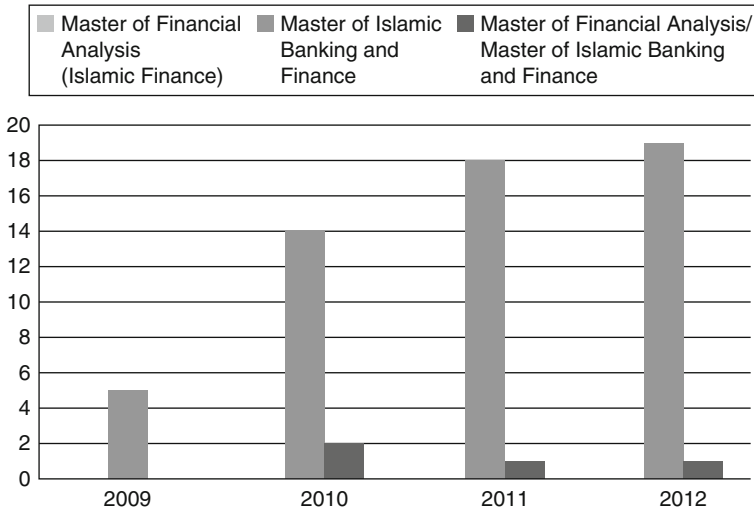 Master of Financial
Analysis
(Islamic Finance)
Master of Islamic
Banking and
Finance
Master of Financial Analysis/
Master of Islamic Banking
and Finance
20
18
16
14
12
10
8
6
4
2
0
2009
2010
2011
2012